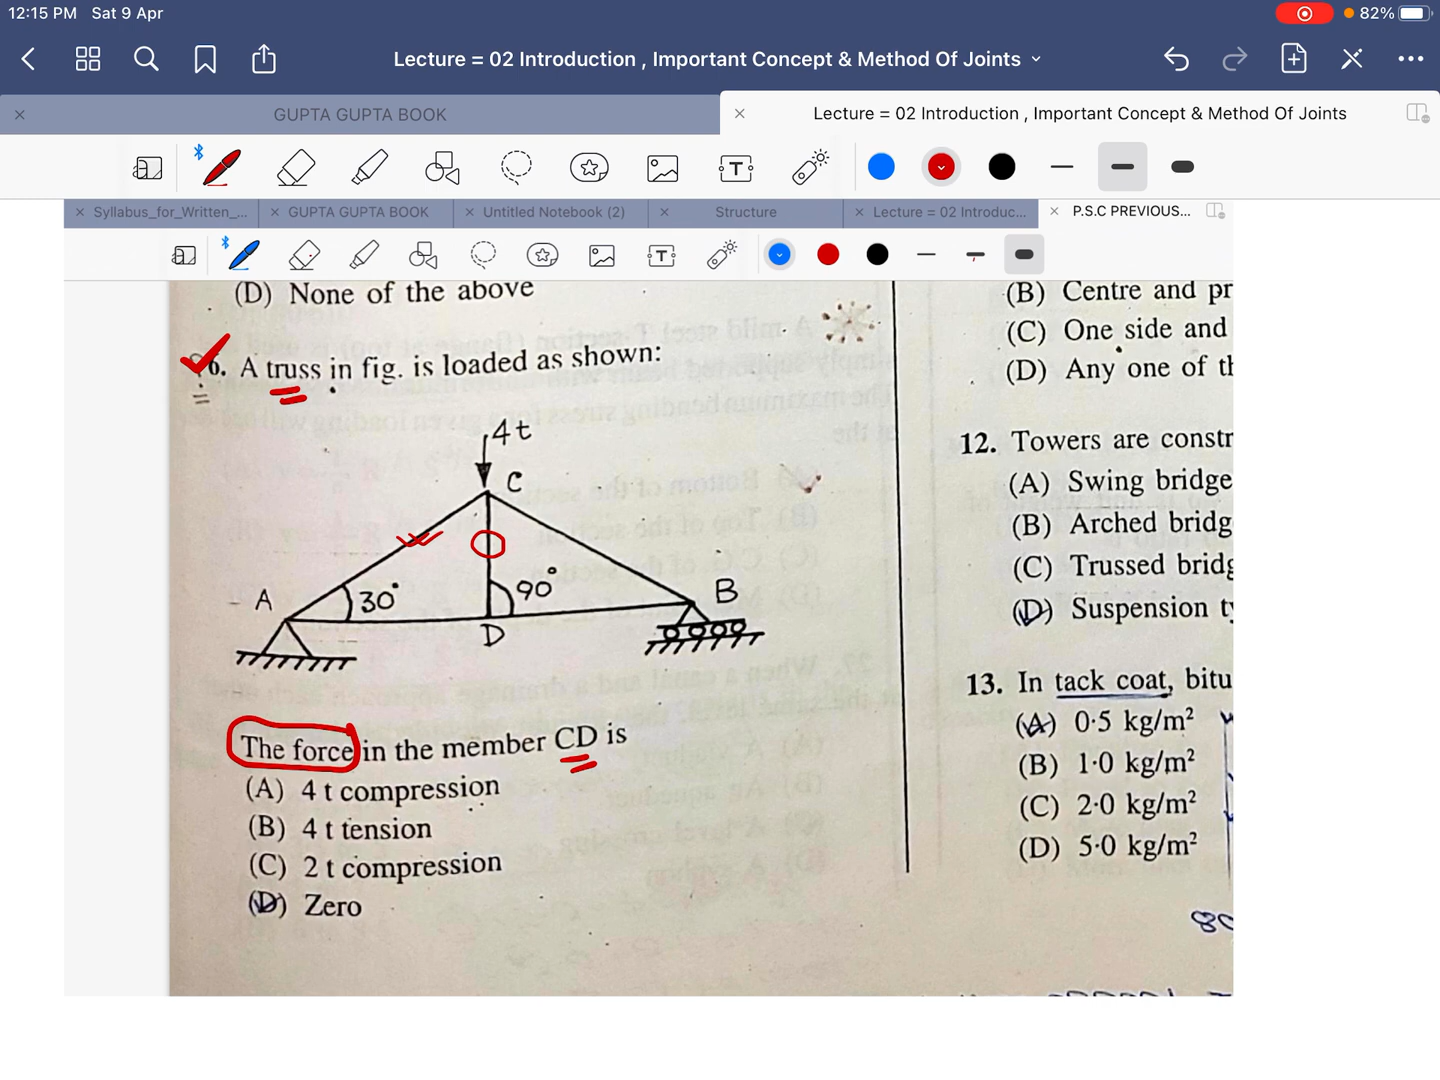 12:15 PM Sat 9 Apr
82%
Lecture = 02 Introduction , Important Concept & Method Of Joints
GUPTA GUPTA BOOK
Lecture = 02 Introduction , Important Concept & Method Of Joints
Syllabus_for_Written_...
GUPTA GUPTA BOOK
Untitled Notebook (2)
Structure
Lecture = 02 Introduc...
P.S.C PREVIOUS...
(D) None of the above
6. A truss in fig. is loaded as shown:
4t
C
A
30°
90°
B
D
The force in the member CD is
(A) 4 t compression
(B) 4 t tension
(C) 2 t compression
(D) Zero
(B) Centre and pr
(C) One side and
(D) Any one of
12. Towers are constr
(A) Swing bridge
(B) Arched bridg
(C) Trussed bridg
(D) Suspension ty
13. In tack coat, bitu
(A) 0·5 kg/m²
(B) 1·0 kg/m²
(C) 2·0 kg/m²
(D) 5·0 kg/m²